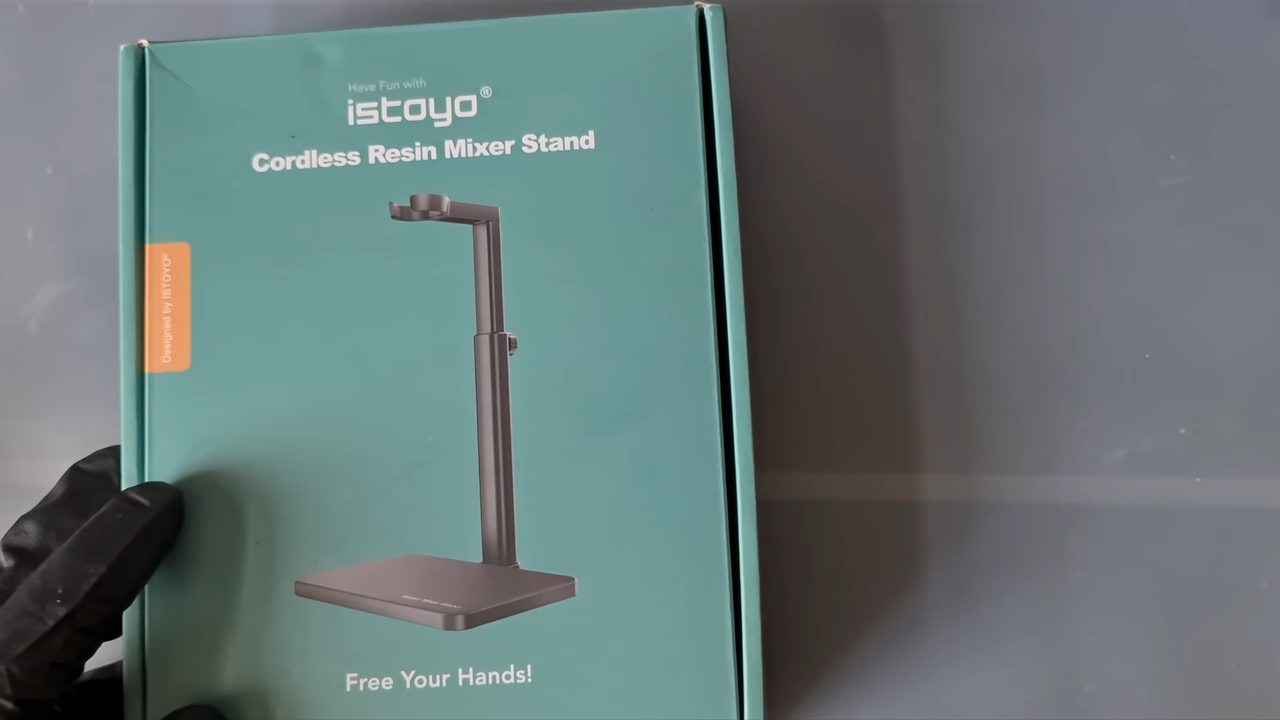 Have Fun with
istoyo®
Cordless Resin Mixer Stand
Designed by ISTOYO®
Free Your Hands!